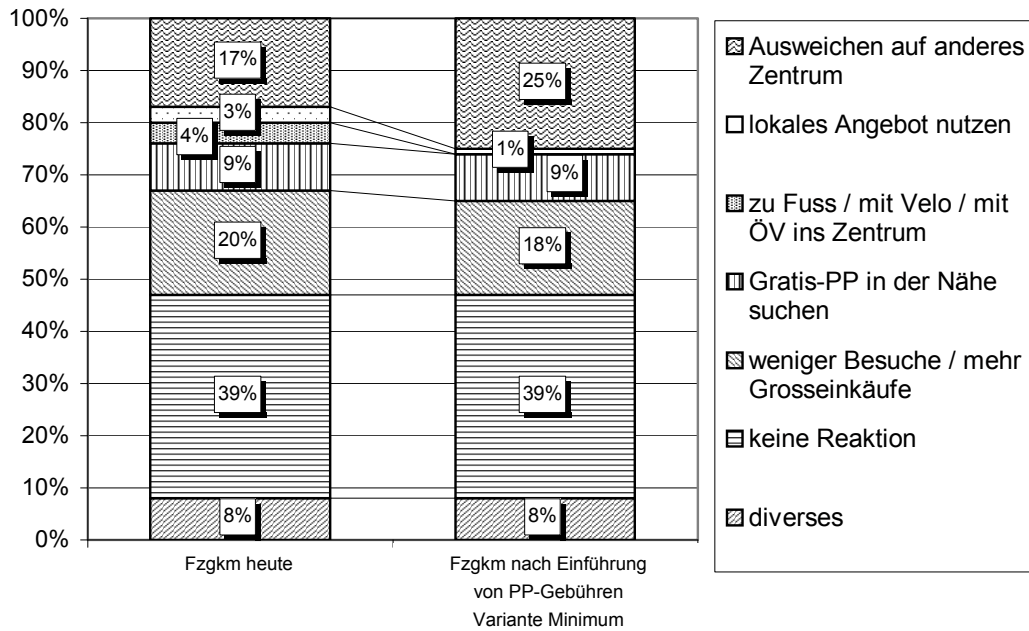 100%
90%
80%
70%
60%
50%
40%
30%
20%
10%
0%
17%
3%
4%
9%
20%
39%
8%
25%
1%
9%
18%
39%
8%
Fzgkm heute
Fzgkm nach Einführung
von PP-Gebühren
Variante Minimum
Ausweichen auf anderes
Zentrum
lokales Angebot nutzen
zu Fuss / mit Velo / mit
ÖV ins Zentrum
Gratis-PP in der Nähe
suchen
weniger Besuche / mehr
Grosseinkäufe
keine Reaktion
diverses